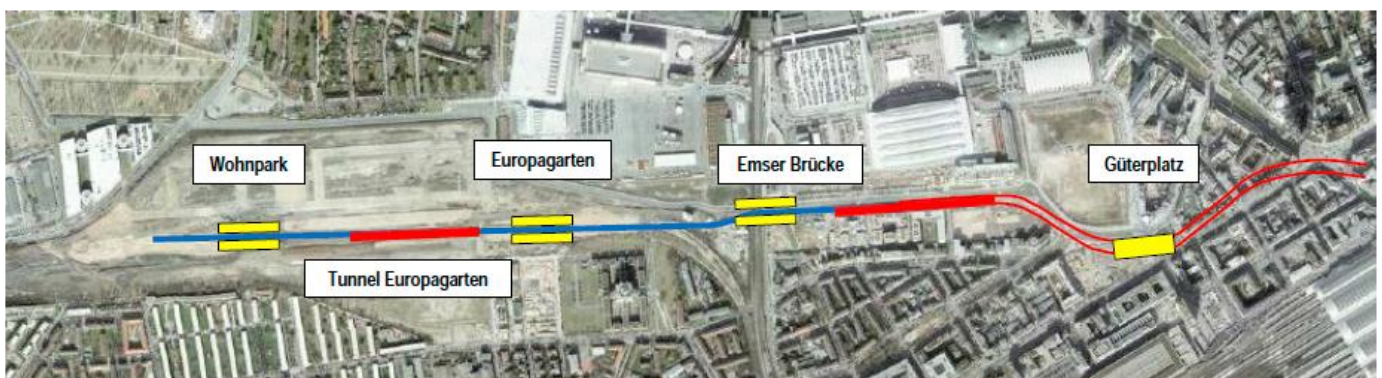 Wohnpark
Europagarten
Emser Brücke
Güterplatz
Tunnel Europagarten